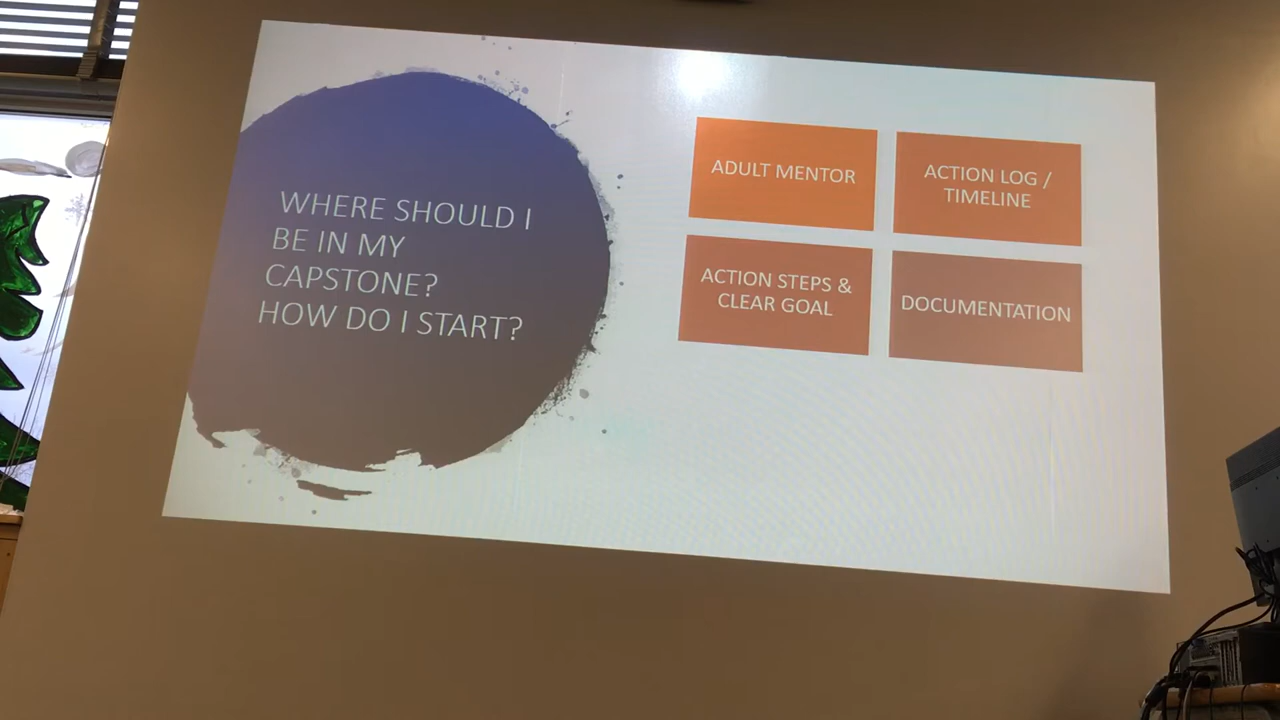 WHERE SHOULD I
BE IN MY
CAPSTONE?
HOW DO I START?
ADULT MENTOR
ACTION LOG /
TIMELINE
ACTION STEPS &
CLEAR GOAL
DOCUMENTATION